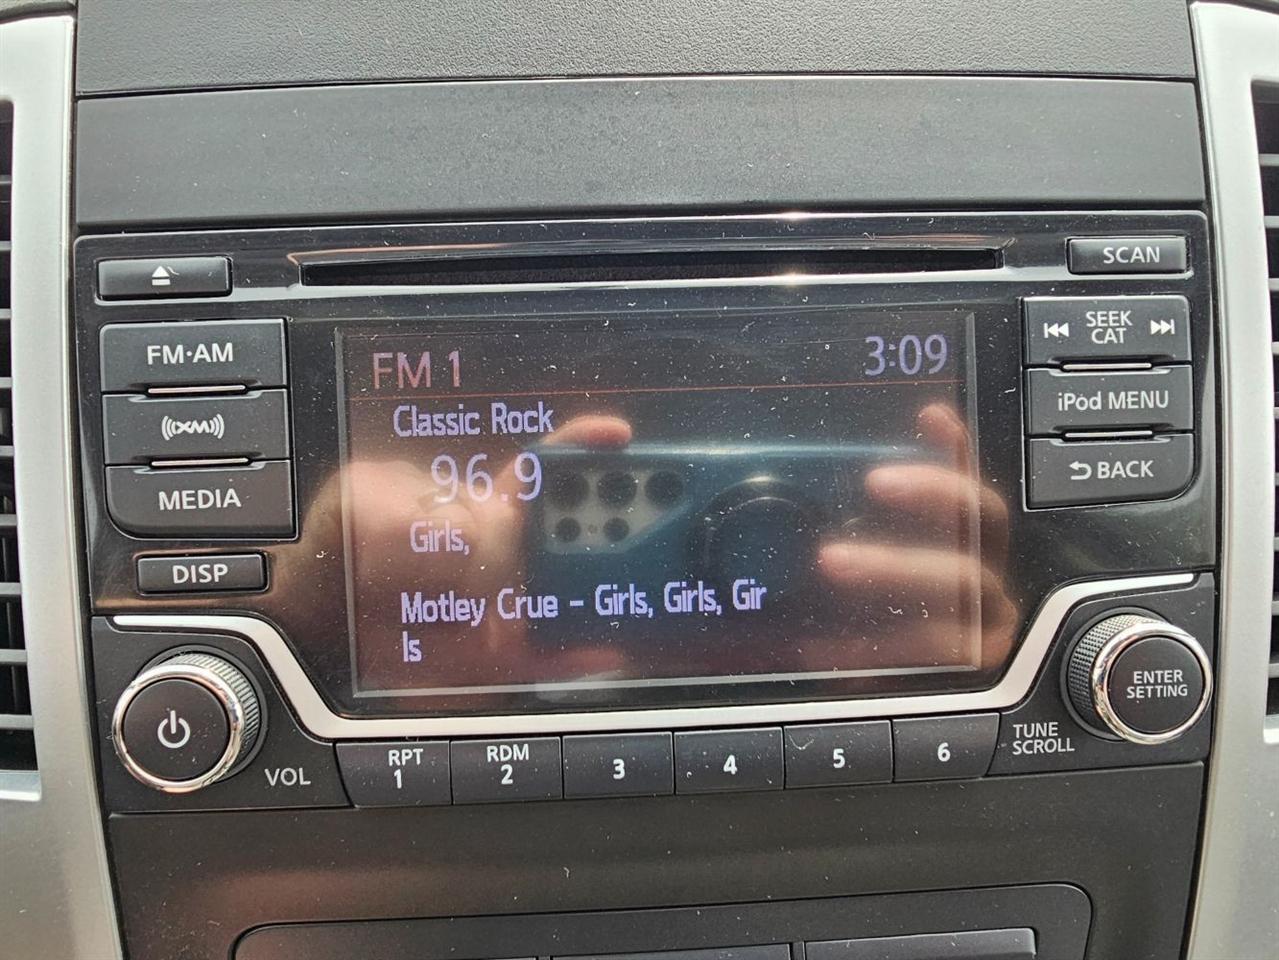 SCAN
FM·AM
XM
MEDIA
DISP
FM 1
3:09
Classic Rock
96.9
Girls,
Motley Crue - Girls, Girls, Gir
ls
SEEK
CAT
iPod MENU
BACK
VOL
RPT
1
RDM
2
3
4
5
6
TUNE
SCROLL
ENTER
SETTING